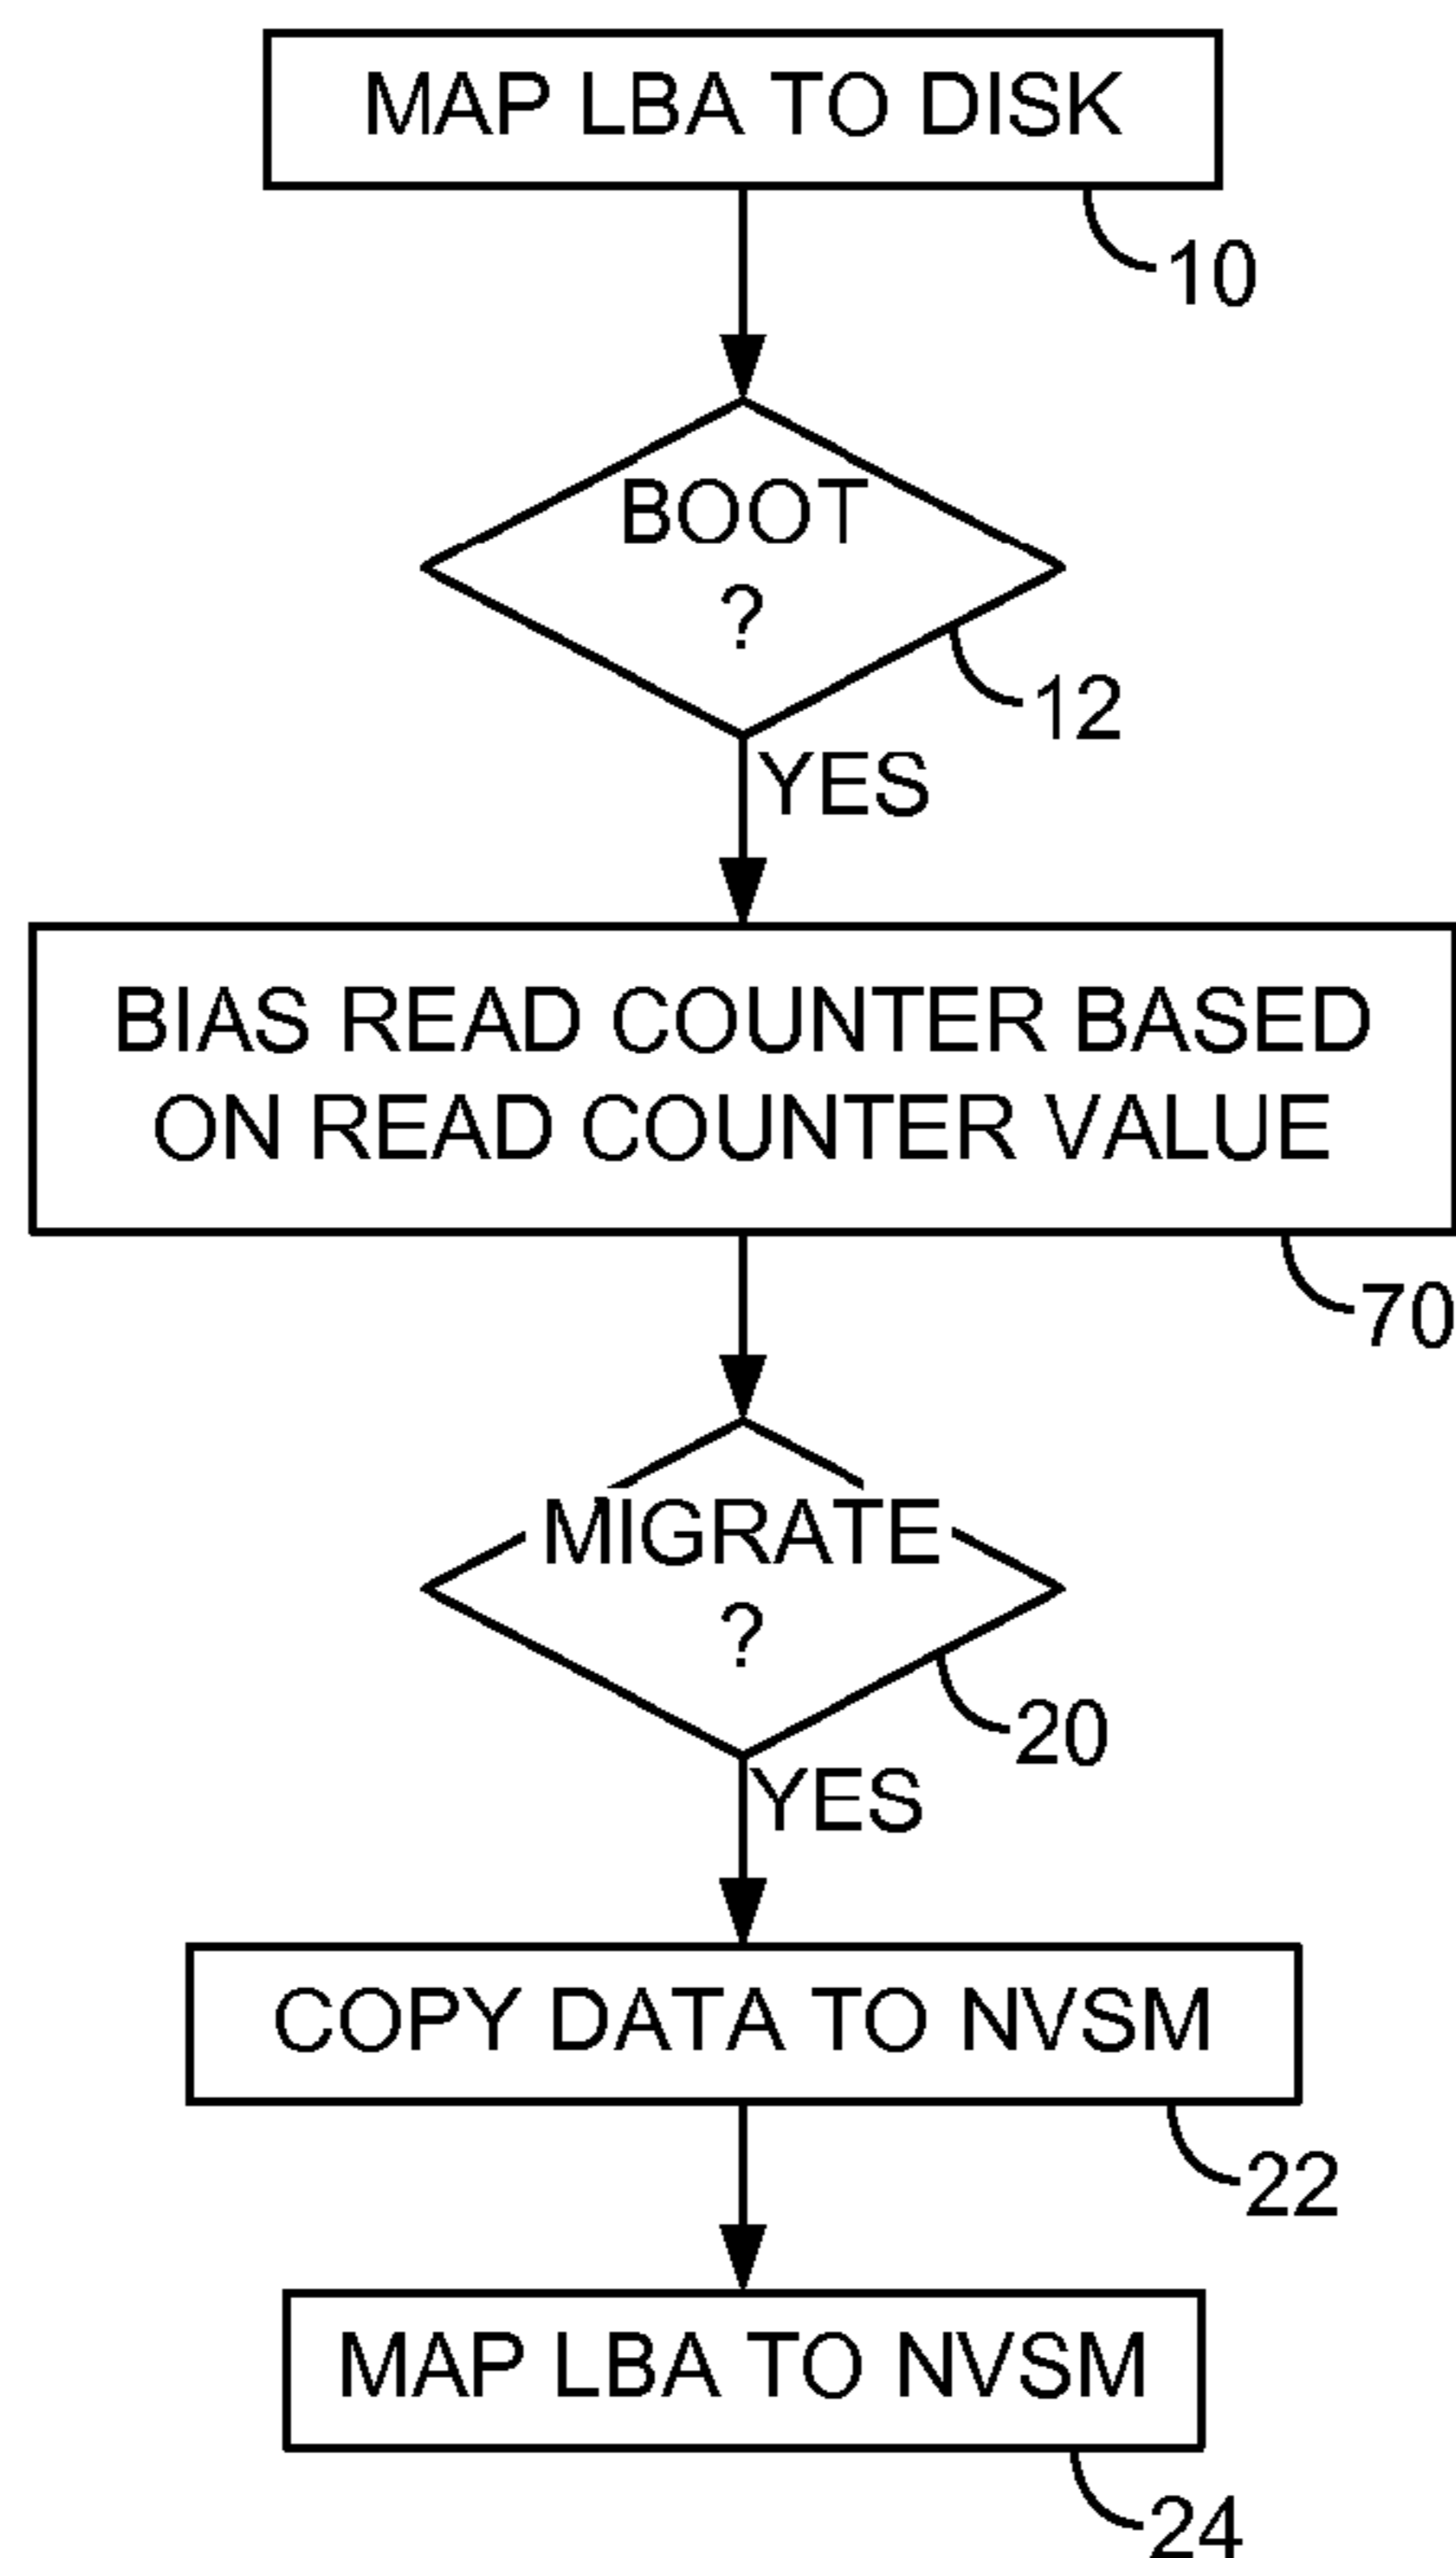 MAP LBA TO DISK
10
BOOT
?
12
YES
BIAS READ COUNTER BASED
ON READ COUNTER VALUE
70
MIGRATE
?
20
YES
COPY DATA TO NVSM
22
MAP LBA TO NVSM
24